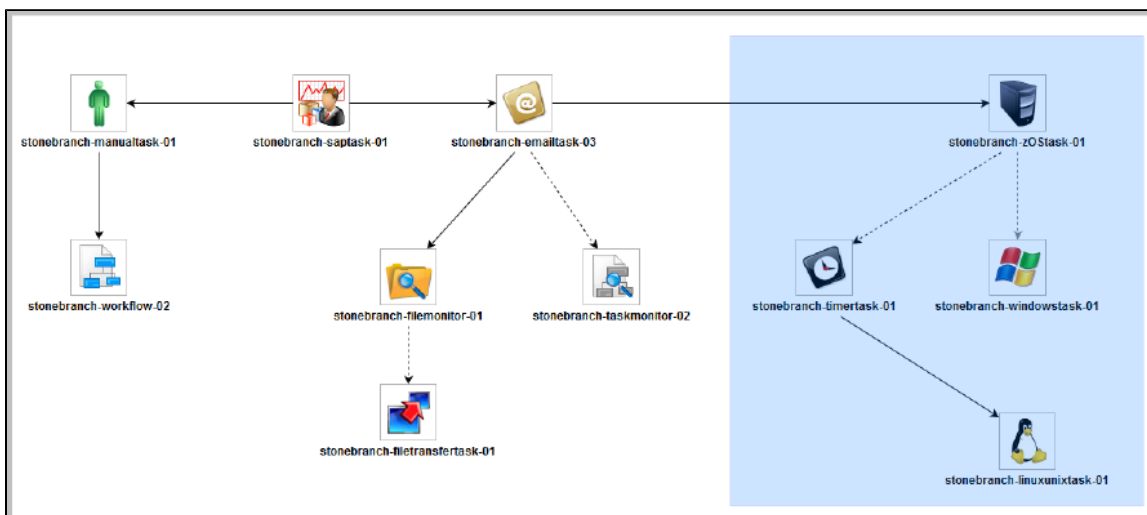 stonebranch-manualtask-01
stonebranch-saptask-01
stonebranch-emailtask-03
stonebranch-zOStask-01
stonebranch-workflow-02
stonebranch-filemonitor-01
stonebranch-taskmonitor-02
stonebranch-timertask-01
stonebranch-windowstask-01
stonebranch-filetransfertask-01
stonebranch-linuxunixtask-01